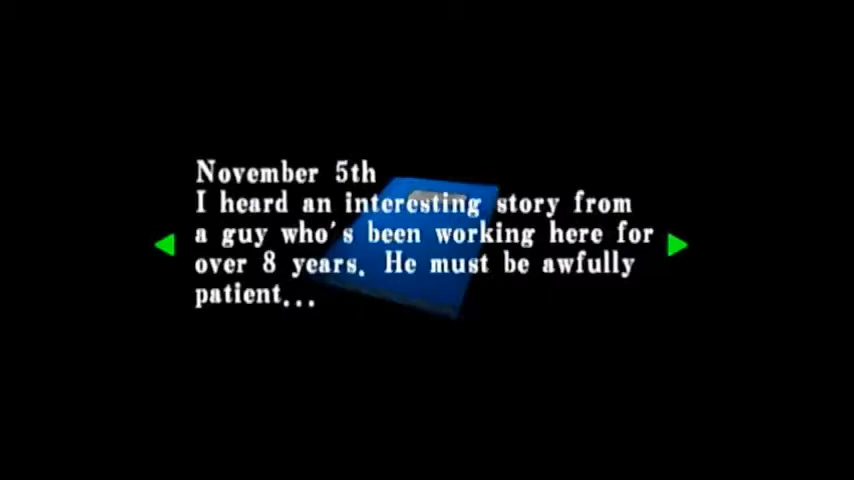 November 5th
I heard an interesting story from
a guy who's been working here for
over 8 years. He must be awfully
patient...